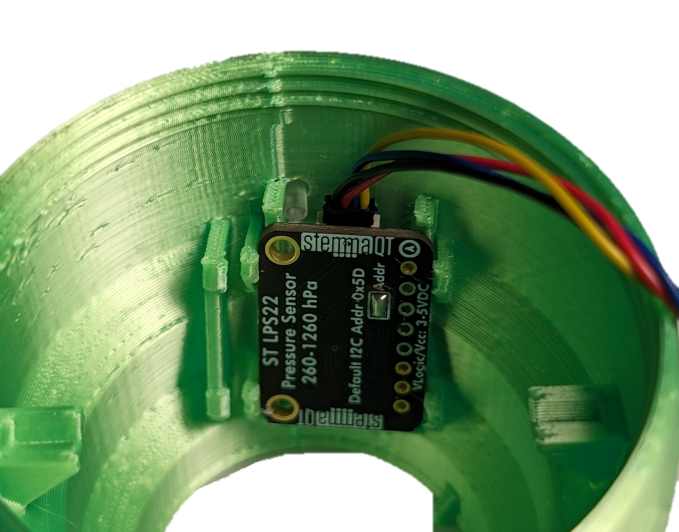 stemma QT
ST LPS22
Pressure Sensor
260-1260 hPa
Default I2C Addr 0x5D
Addr
VLogic/Vcc: 3-5VDC
stemma QT